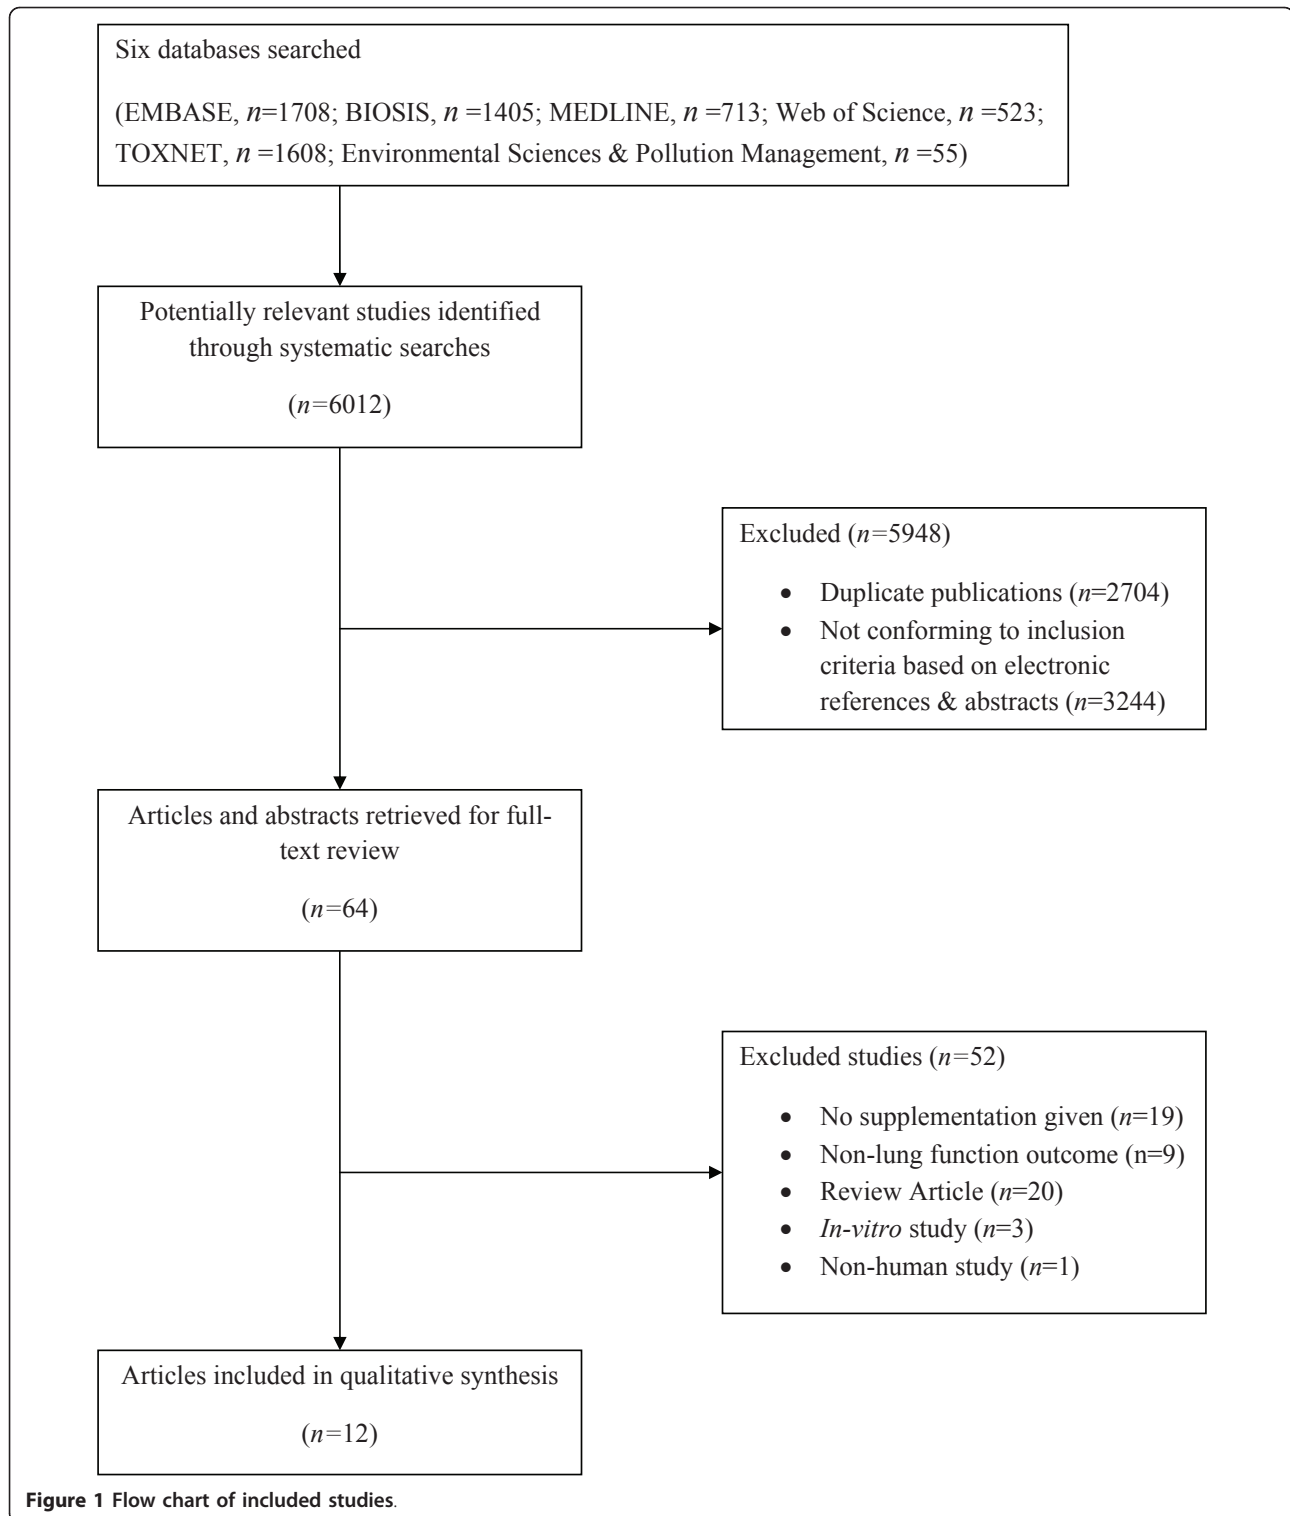 Six databases searched
(EMBASE, n=1708; BIOSIS, n =1405; MEDLINE, n =713; Web of Science, n =523;
TOXNET, n =1608; Environmental Sciences & Pollution Management, n =55)
Potentially relevant studies identified
through systematic searches
(n=6012)
Excluded (n=5948)
• Duplicate publications (n=2704)
• Not conforming to inclusion
criteria based on electronic
references & abstracts (n=3244)
Articles and abstracts retrieved for full-
text review
(n=64)
Excluded studies (n=52)
• No supplementation given (n=19)
• Non-lung function outcome (n=9)
• Review Article (n=20)
• In-vitro study (n=3)
• Non-human study (n=1)
Articles included in qualitative synthesis
(n=12)
Figure 1 Flow chart of included studies.